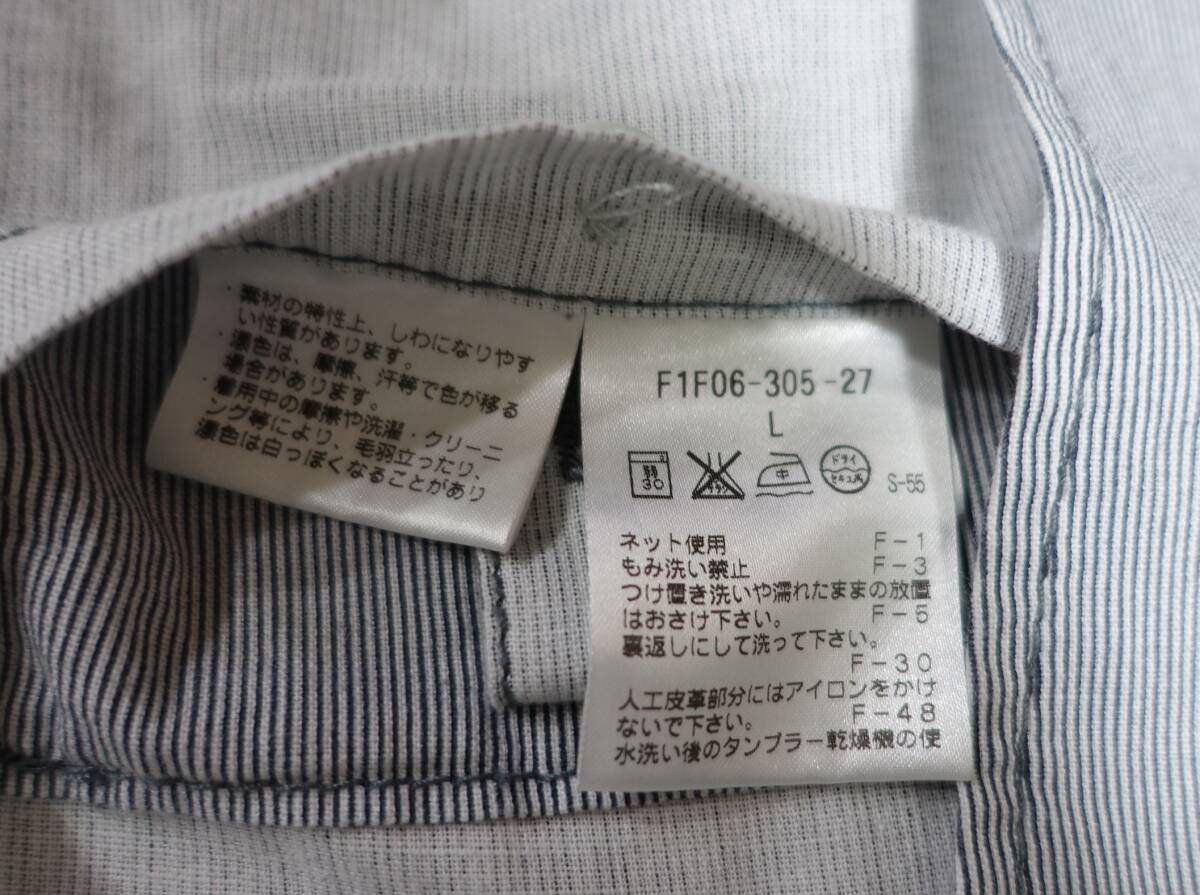 ・素材の特性上、しわになりやす
い性質があります。
・濃色は、摩擦、汗等で色が移る
場合があります。
・着用中の摩擦や洗濯・クリーニ
ング等により、毛羽立ったり、
濃色は白っぽくなることがあり
F1F06-305-27
L
弱
30
中
ドライ
セキユ系
S-55
ネット使用 F-1
もみ洗い禁止 F-3
つけ置き洗いや濡れたままの放置
はおさけ下さい。 F-5
裏返しにして洗って下さい。
F-30
人工皮革部分にはアイロンをかけ
ないで下さい。 F-48
水洗い後のタンブラー乾燥機の使